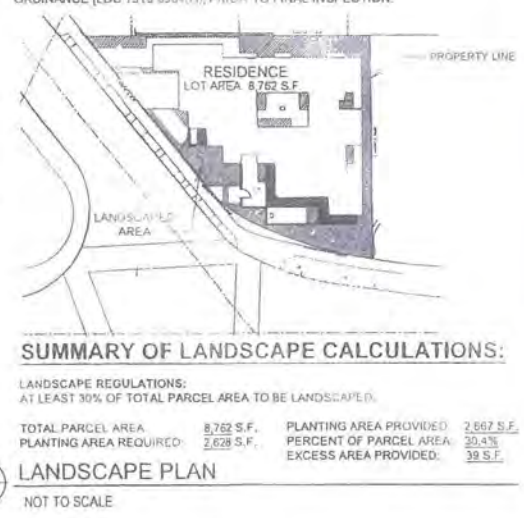 PROPERTY LINE
RESIDENCE
LOT AREA 8,762 S.F.
LANDSCAPED
AREA
SUMMARY OF LANDSCAPE CALCULATIONS:
LANDSCAPE REGULATIONS:
AT LEAST 30% OF TOTAL PARCEL AREA TO BE LANDSCAPED.
TOTAL PARCEL AREA 8,762 S.F. PLANTING AREA PROVIDED: 2,667 S.F.
PLANTING AREA REQUIRED: 2,628 S.F. PERCENT OF PARCEL AREA: 30.4%
EXCESS AREA PROVIDED: 39 S.F.
LANDSCAPE PLAN
NOT TO SCALE